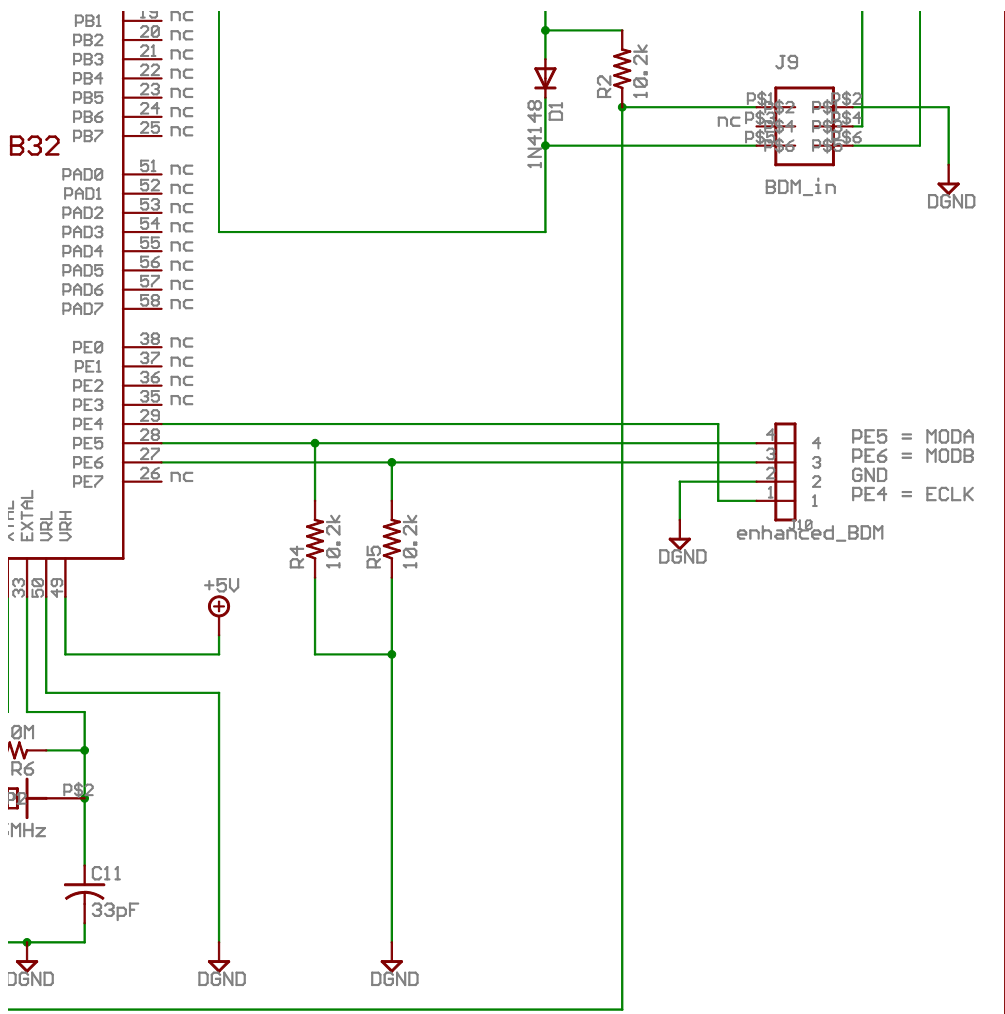 PB1 19 nc
PB2 20 nc
PB3 21 nc
PB4 22 nc
PB5 23 nc
PB6 24 nc
PB7 25 nc
B32
PAD0 51 nc
PAD1 52 nc
PAD2 53 nc
PAD3 54 nc
PAD4 55 nc
PAD5 56 nc
PAD6 57 nc
PAD7 58 nc
PE0 38 nc
PE1 37 nc
PE2 36 nc
PE3 35 nc
PE4 29
PE5 28
PE6 27
PE7 26 nc
EXTAL
VRL
VRH
33
50
49
1N4148
D1
R2
10.2k
J9
P$1 P$2
nc P$4
P$6
BDM_in
DGND
4 4 PE5 = MODA
3 3 PE6 = MODB
2 2 GND
1 1 PE4 = ECLK
J10
enhanced_BDM
DGND
R4
10.2k
R5
10.2k
+5V
0M
R6
P$2
MHz
C11
33pF
DGND
DGND
DGND